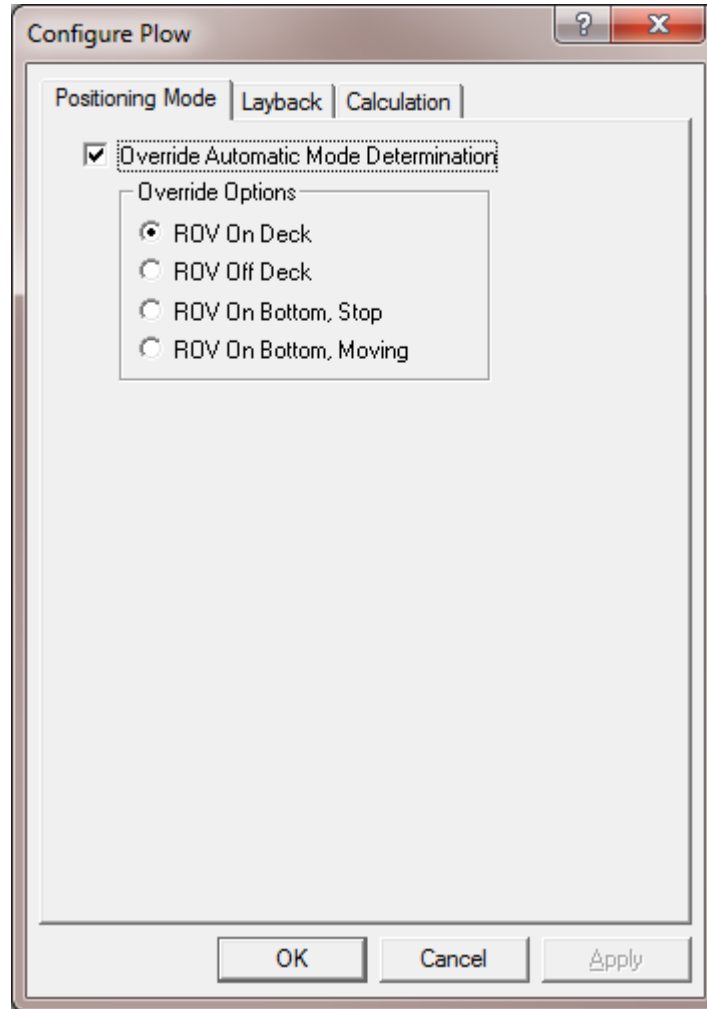 Configure Plow
?
Positioning Mode Layback Calculation
Override Automatic Mode Determination
Override Options
ROV On Deck
ROV Off Deck
ROV On Bottom, Stop
ROV On Bottom, Moving
OK Cancel Apply